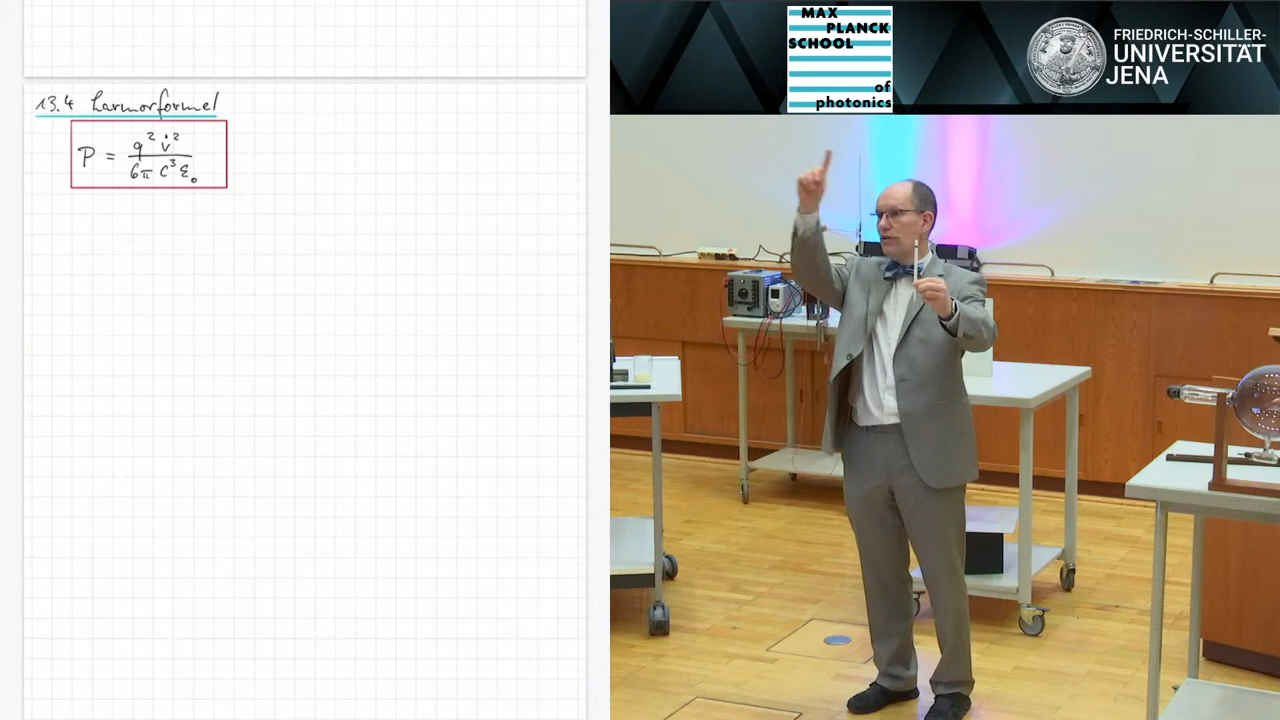 13.4 Larmorformel
P = q² v̇² / 6π c³ ε₀
MAX
PLANCK
SCHOOL
of
photonics
FRIEDRICH-SCHILLER-
UNIVERSITÄT
JENA